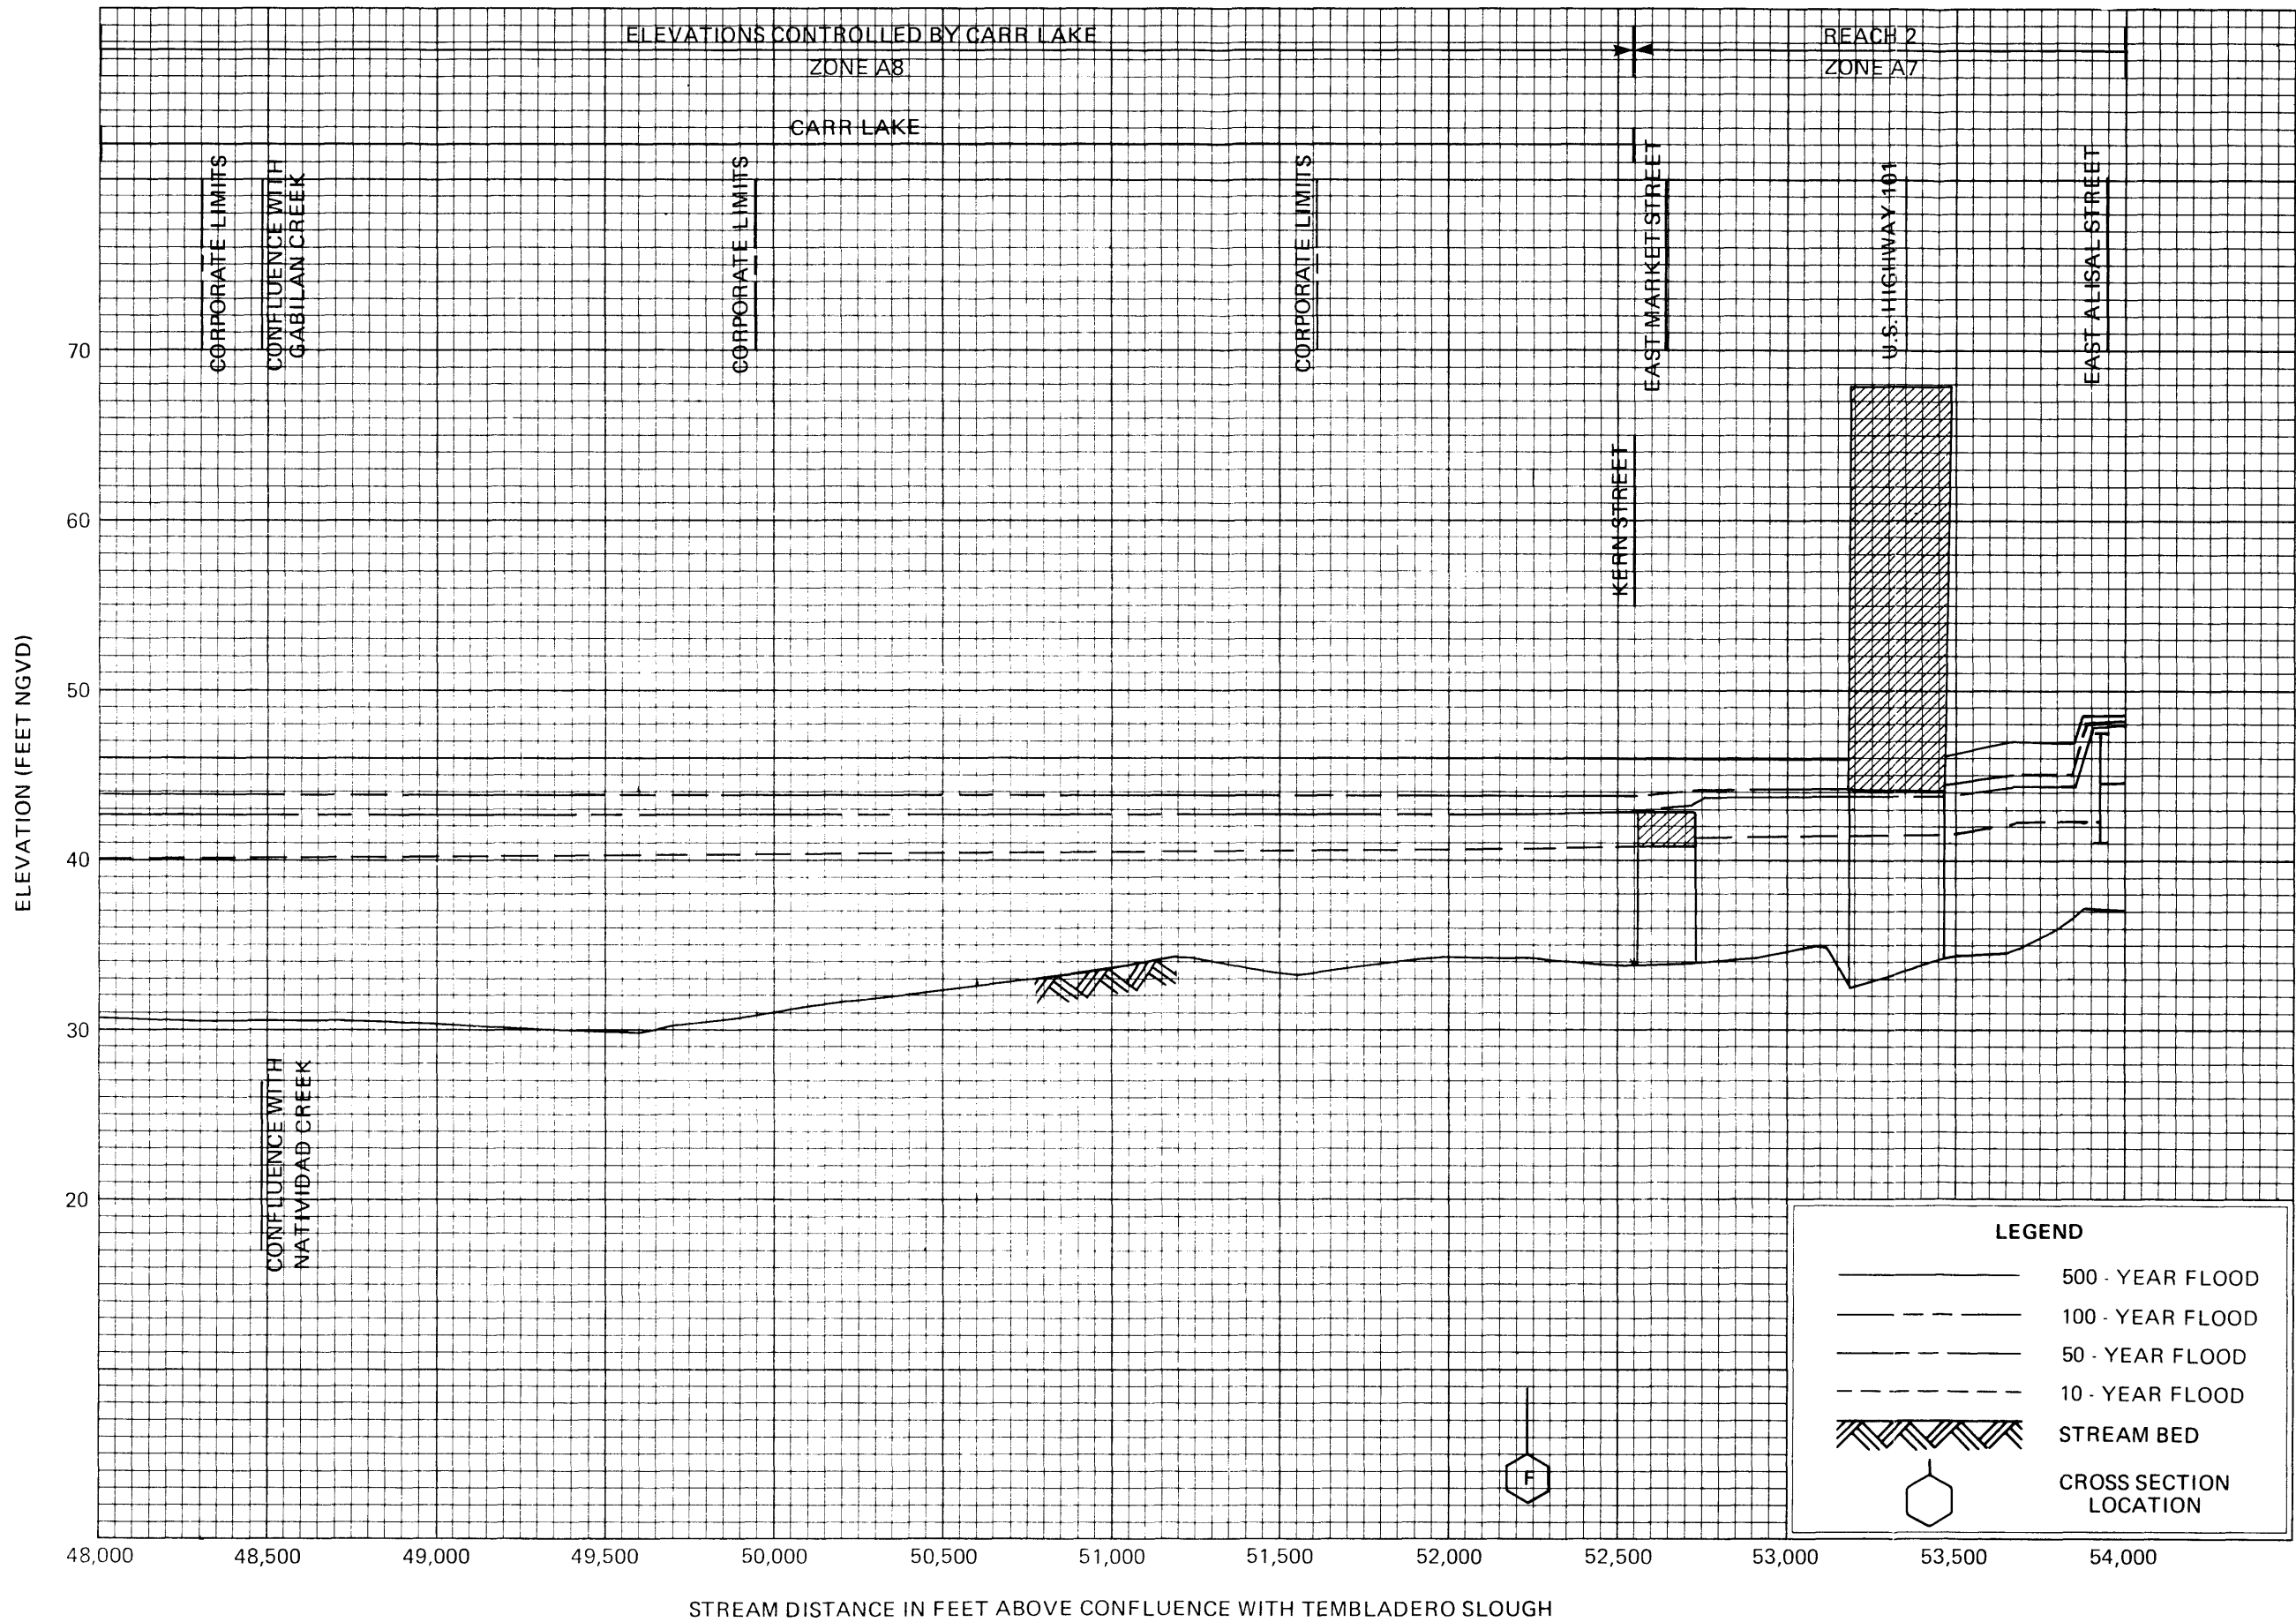 ELEVATIONS CONTROLLED BY CARR LAKE
ZONE A8
REACH 2
ZONE A7
CARR LAKE
CORPORATE LIMITS
CONFLUENCE WITH
GABILAN CREEK
CORPORATE LIMITS
CORPORATE LIMITS
EAST MARKET STREET
U.S. HIGHWAY 101
EAST ALISAL STREET
KERN STREET
ELEVATION (FEET NGVD)
70
60
50
40
30
20
CONFLUENCE WITH
NATIVIDAD CREEK
F
LEGEND
500 - YEAR FLOOD
100 - YEAR FLOOD
50 - YEAR FLOOD
10 - YEAR FLOOD
STREAM BED
CROSS SECTION
LOCATION
48,000 48,500 49,000 49,500 50,000 50,500 51,000 51,500 52,000 52,500 53,000 53,500 54,000
STREAM DISTANCE IN FEET ABOVE CONFLUENCE WITH TEMBLADERO SLOUGH